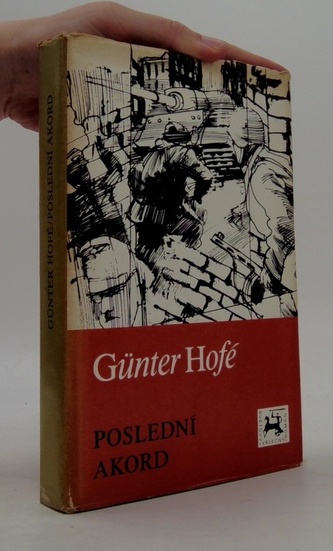 GÜNTER HOFÉ/POSLEDNÍ AKORD
Günter Hofé
POSLEDNÍ
AKORD